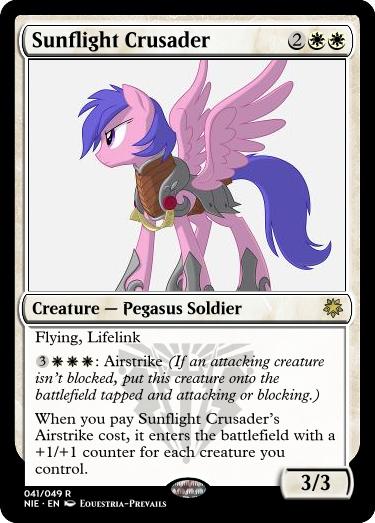 Sunflight Crusader 2
Creature — Pegasus Soldier
Flying, Lifelink
3: Airstrike (If an attacking creature
isn't blocked, put this creature onto the
battlefield tapped and attacking or blocking.)
When you pay Sunflight Crusader's
Airstrike cost, it enters the battlefield with a
+1/+1 counter for each creature you
control.
3/3
041/049 R
NIE • EN Equestria-Prevails